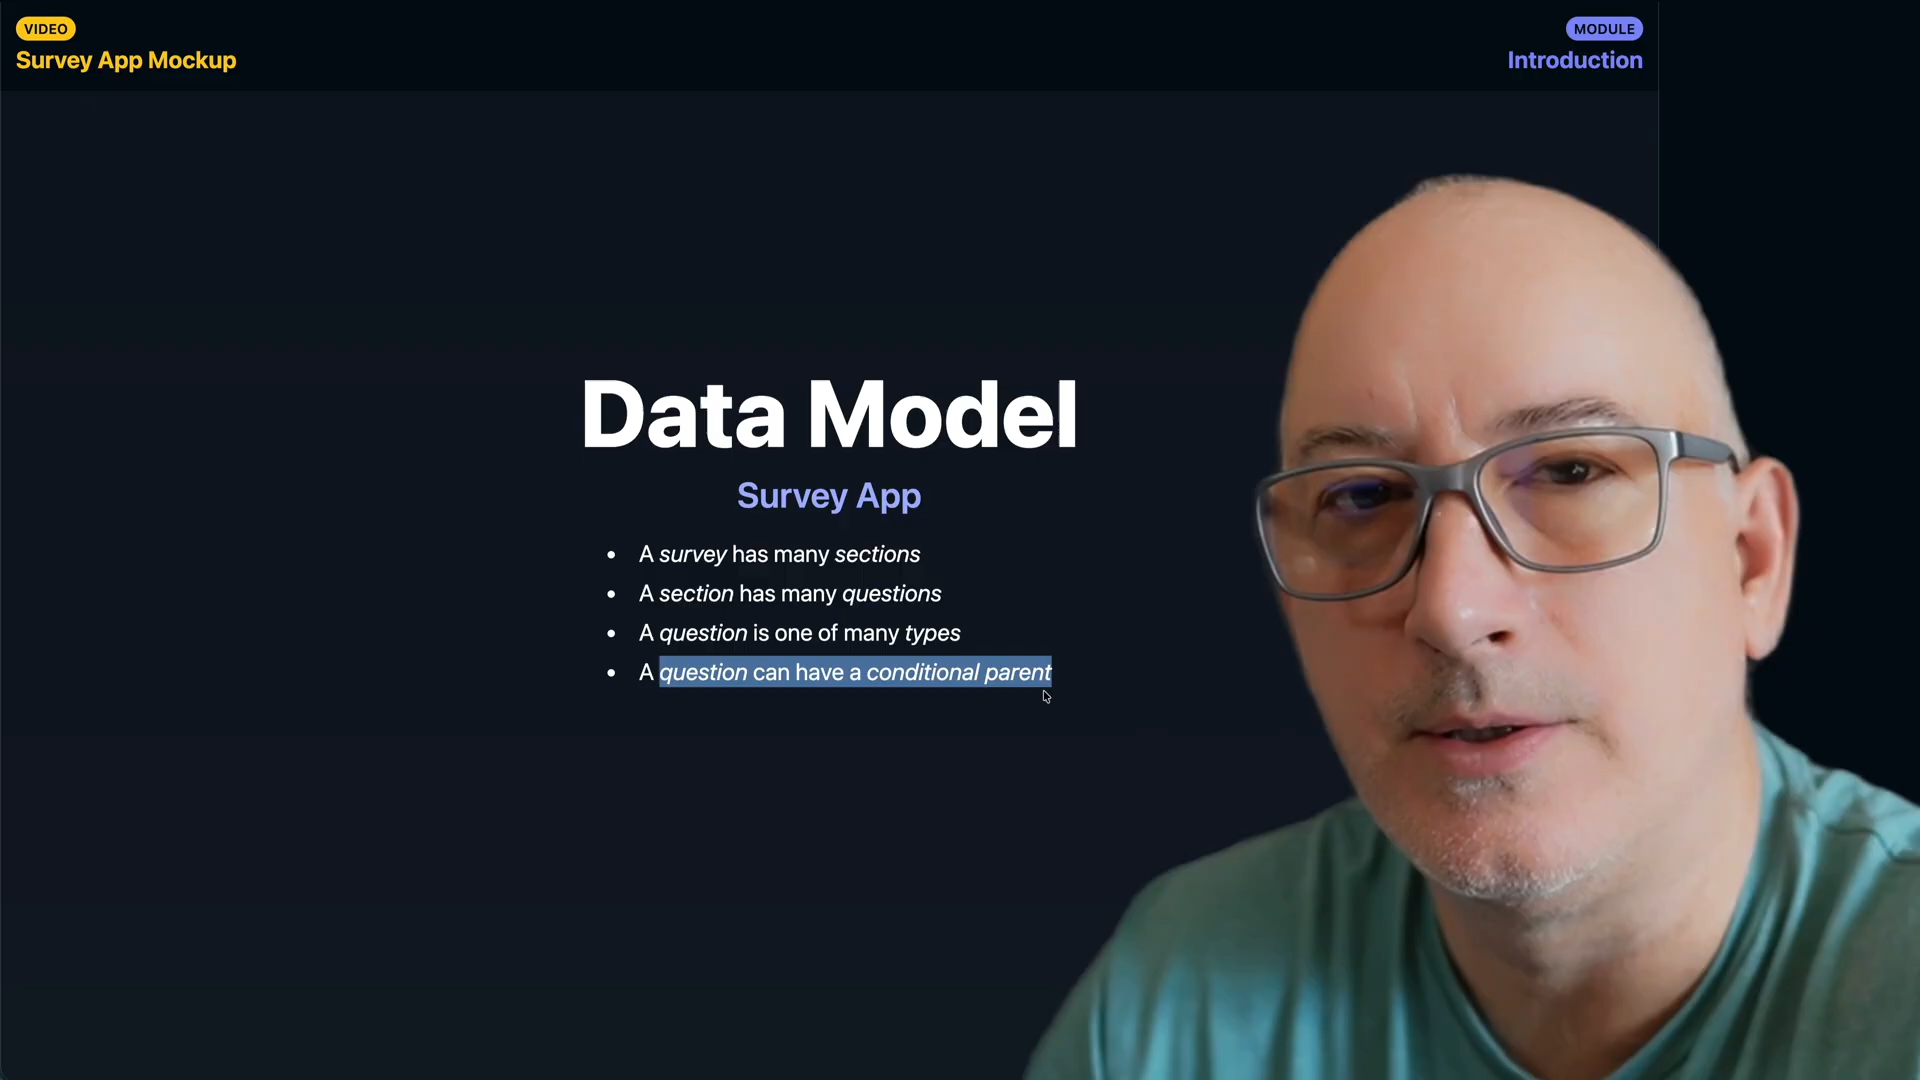 VIDEO
Survey App Mockup
MODULE
Introduction
Data Model
Survey App
• A survey has many sections
• A section has many questions
• A question is one of many types
• A question can have a conditional parent